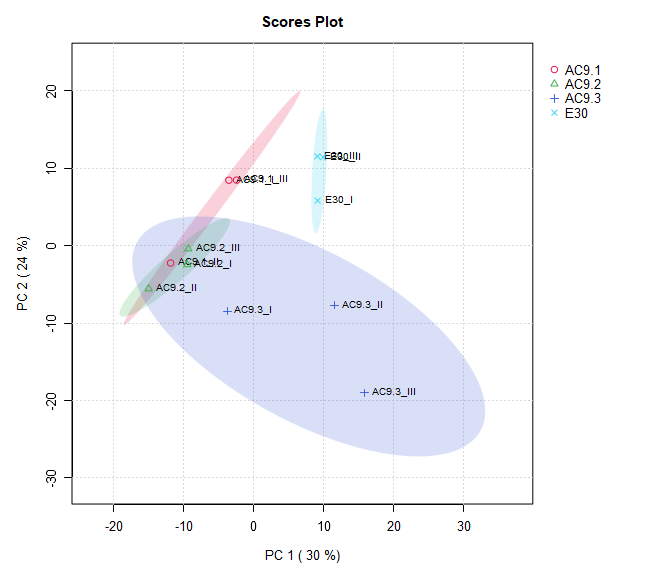 Scores Plot
AC9.1
AC9.2
AC9.3
E30
PC 2 ( 24 %)
20
10
0
-10
-20
-30
E30_I
AC9.2_III
AC9.2_I
AC9.2_II
AC9.3_I
AC9.3_II
AC9.3_III
-20
-10
0
10
20
30
PC 1 ( 30 %)